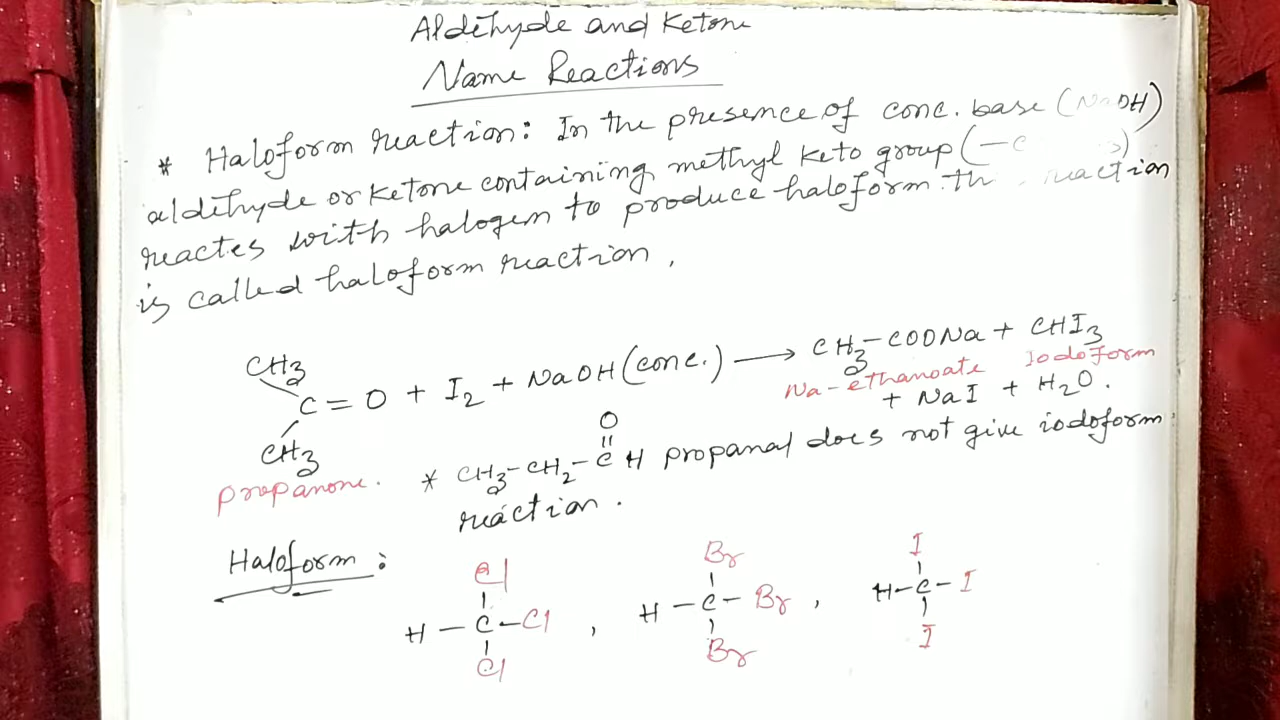 Aldehyde and Ketone
Name Reactions
* Haloform reaction: In the presence of conc. base (NaOH)
aldehyde or Ketone containing methyl keto group (-C )
reactes with halogen to produce haloform. Th reaction
is called haloform reaction,
CH3
C = O + I2 + NaOH (conc.) → CH3-COONa + CHI3
CH3
Na-ethanoate Iodoform
+ NaI + H2O.
propanone.
O
* CH3-CH2-C H propanal does not give iodoform
reaction.
Haloform:
Cl Br I
H - C - Cl , H - C - Br , H - C - I
Cl Br I